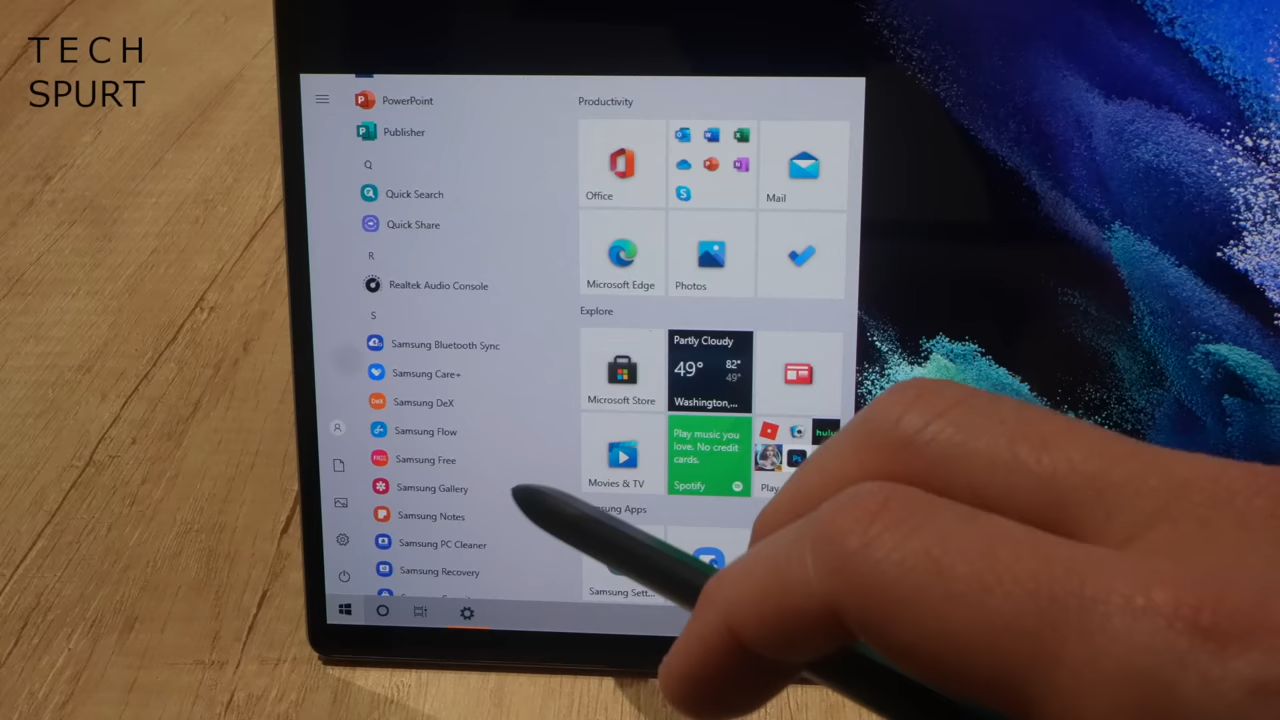 TECH
SPURT
PowerPoint
Publisher
Q
Quick Search
Quick Share
R
Realtek Audio Console
S
Samsung Bluetooth Sync
Samsung Care+
Samsung DeX
Samsung Flow
Samsung Free
Samsung Gallery
Samsung Notes
Samsung PC Cleaner
Samsung Recovery
Productivity
Office
Mail
Microsoft Edge
Photos
Explore
Microsoft Store
Partly Cloudy
49° 82°
49°
Washington,...
Movies & TV
Play music you
love. No credit
cards.
Spotify
hulu
Play
Apps
Samsung Sett...